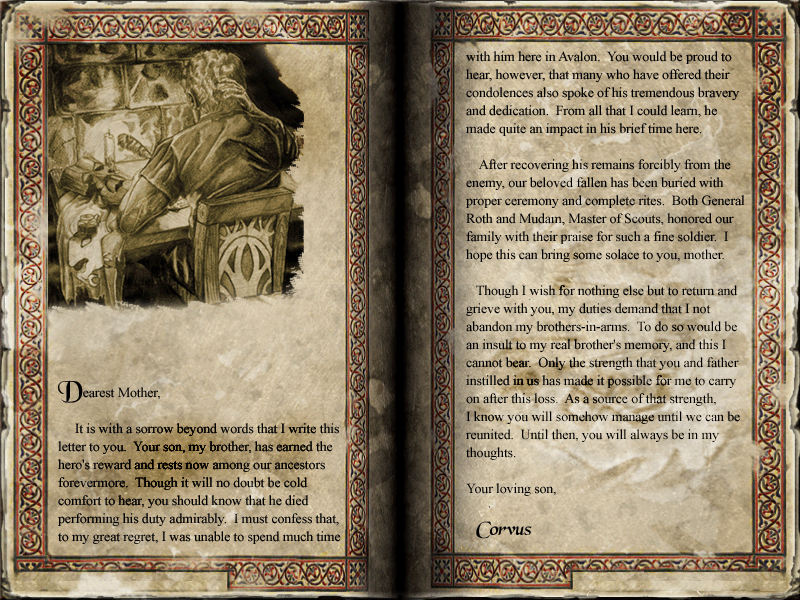 Dearest Mother,
It is with a sorrow beyond words that I write this
letter to you.  Your son, my brother, has earned the
hero's reward and rests now among our ancestors
forevermore.  Though it will no doubt be cold
comfort to hear, you should know that he died
performing his duty admirably.  I must confess that,
to my great regret, I was unable to spend much time
with him here in Avalon.  You would be proud to
hear, however, that many who have offered their
condolences also spoke of his tremendous bravery
and dedication.  From all that I could learn, he
made quite an impact in his brief time here.
After recovering his remains forcibly from the
enemy, our beloved fallen has been buried with
proper ceremony and complete rites.  Both General
Roth and Mudam, Master of Scouts, honored our
family with their praise for such a fine soldier.  I
hope this can bring some solace to you, mother.
Though I wish for nothing else but to return and
grieve with you, my duties demand that I not
abandon my brothers-in-arms.  To do so would be
an insult to my real brother's memory, and this I
cannot bear.  Only the strength that you and father
instilled in us has made it possible for me to carry
on after this loss.  As a source of that strength,
I know you will somehow manage until we can be
reunited.  Until then, you will always be in my
thoughts.
Your loving son,
Corvus